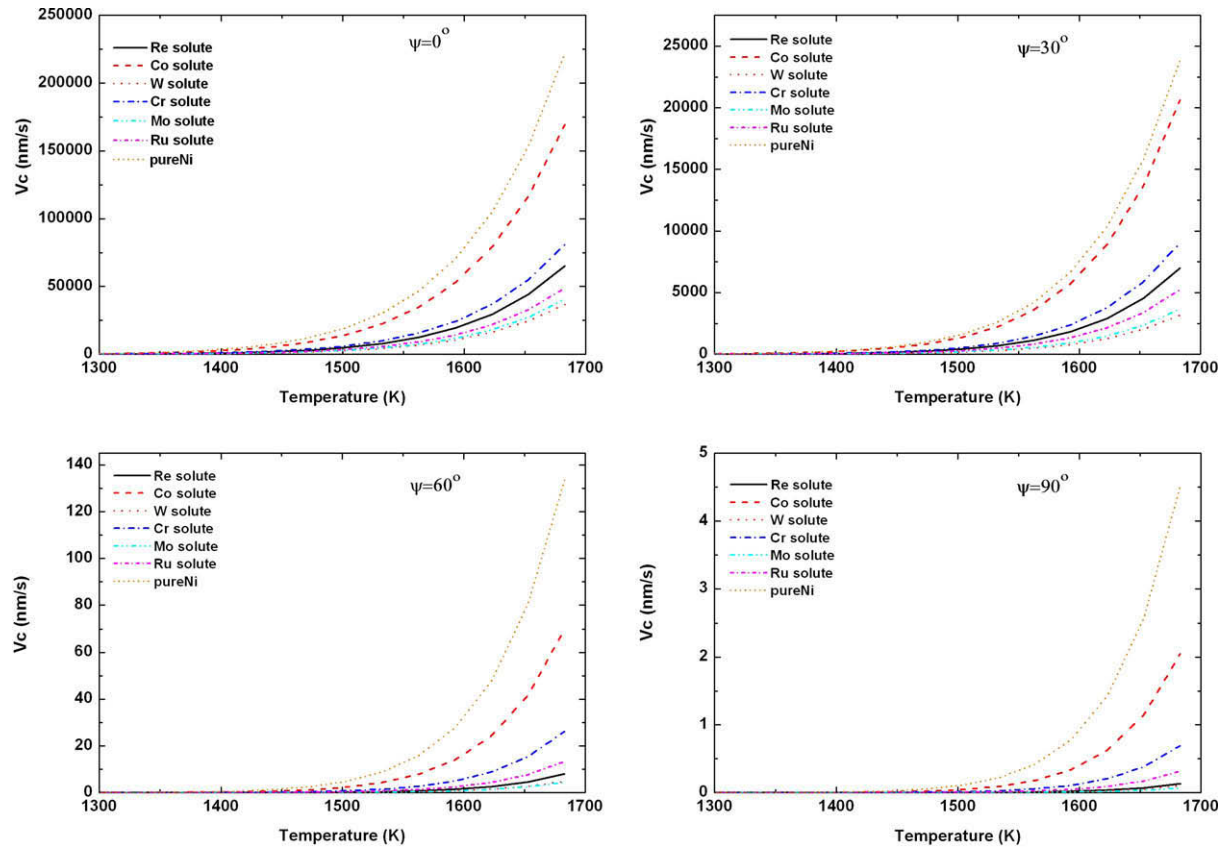 ψ=0°
Re solute
Co solute
W solute
Cr solute
Mo solute
Ru solute
pureNi
250000
200000
150000
100000
50000
0
Vc (nm/s)
1300 1400 1500 1600 1700
Temperature (K)
ψ=30°
Re solute
Co solute
W solute
Cr solute
Mo solute
Ru solute
pureNi
25000
20000
15000
10000
5000
0
Vc (nm/s)
1300 1400 1500 1600 1700
Temperature (K)
ψ=60°
Re solute
Co solute
W solute
Cr solute
Mo solute
Ru solute
pureNi
140
120
100
80
60
40
20
0
Vc (nm/s)
1300 1400 1500 1600 1700
Temperature (K)
ψ=90°
Re solute
Co solute
W solute
Cr solute
Mo solute
Ru solute
pureNi
5
4
3
2
1
0
Vc (nm/s)
1300 1400 1500 1600 1700
Temperature (K)